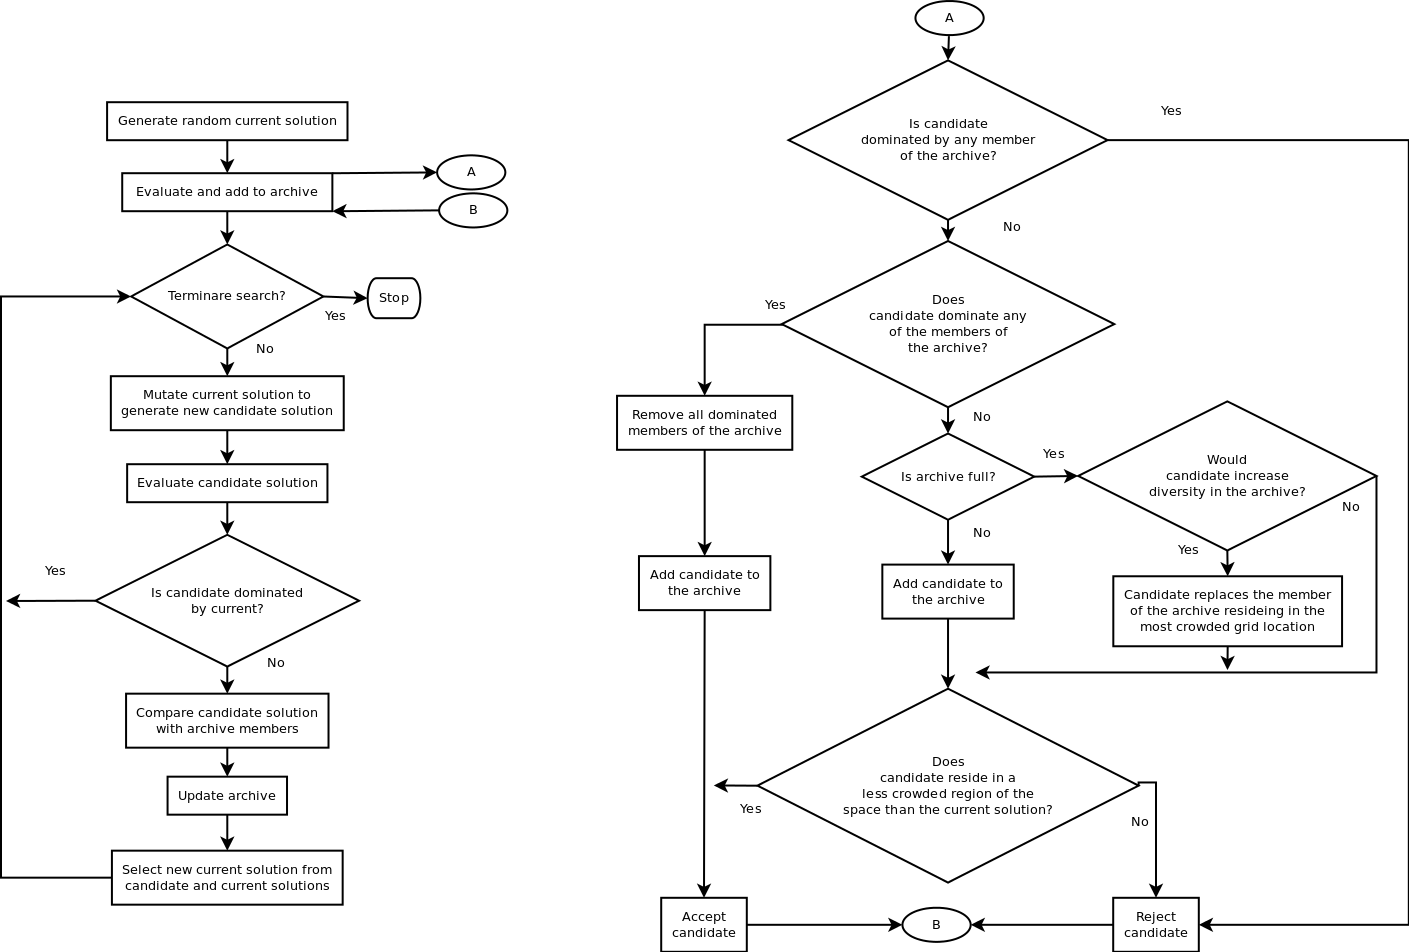 Generate random current solution
Evaluate and add to archive
A
B
Terminare search?
Yes
Stop
No
Mutate current solution to
generate new candidate solution
Evaluate candidate solution
Is candidate dominated
by current?
Yes
No
Compare candidate solution
with archive members
Update archive
Select new current solution from
candidate and current solutions
A
Is candidate
dominated by any member
of the archive?
Yes
No
Does
candidate dominate any
of the members of
the archive?
Yes
No
Remove all dominated
members of the archive
Add candidate to
the archive
Is archive full?
Yes
No
Would
candidate increase
diversity in the archive?
No
Yes
Candidate replaces the member
of the archive resideing in the
most crowded grid location
Add candidate to
the archive
Does
candidate reside in a
less crowded region of the
space than the current solution?
Yes
No
Accept
candidate
B
Reject
candidate